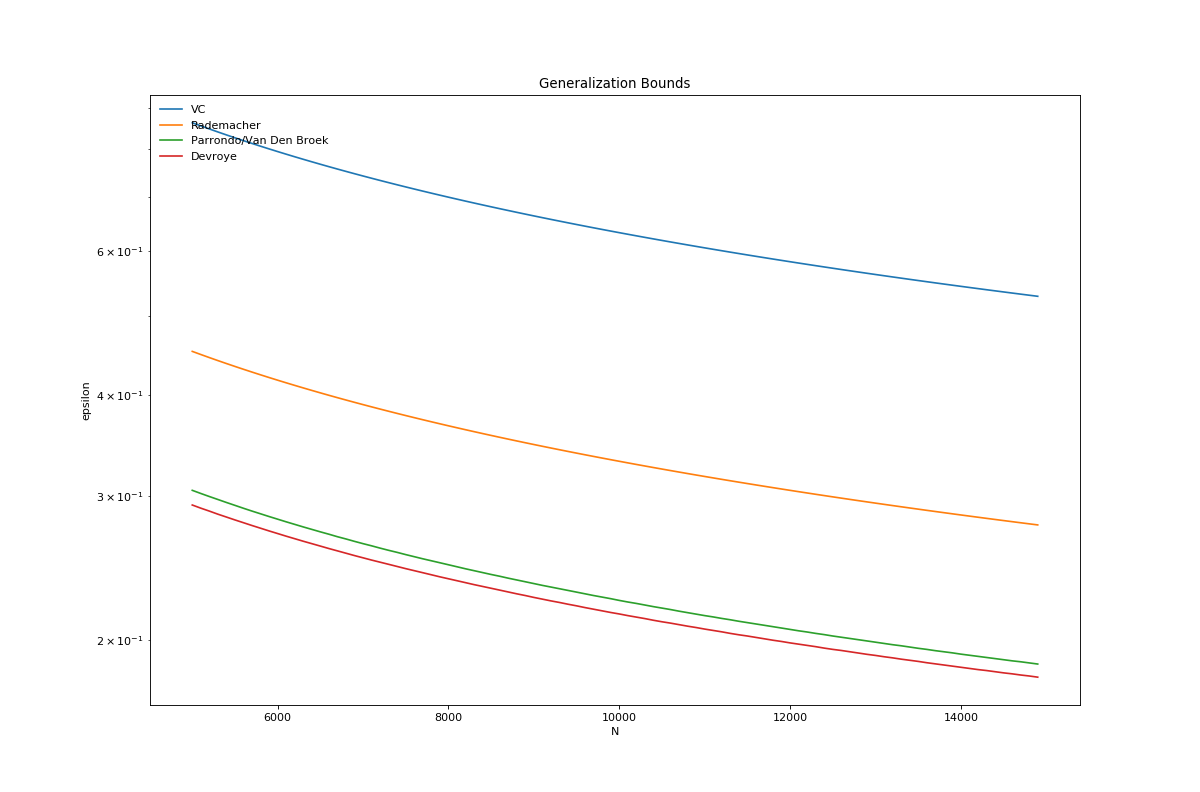 Generalization Bounds
VC
Rademacher
Parrondo/Van Den Broek
Devroye
6 × 10⁻¹
4 × 10⁻¹
3 × 10⁻¹
2 × 10⁻¹
epsilon
6000 8000 10000 12000 14000
N